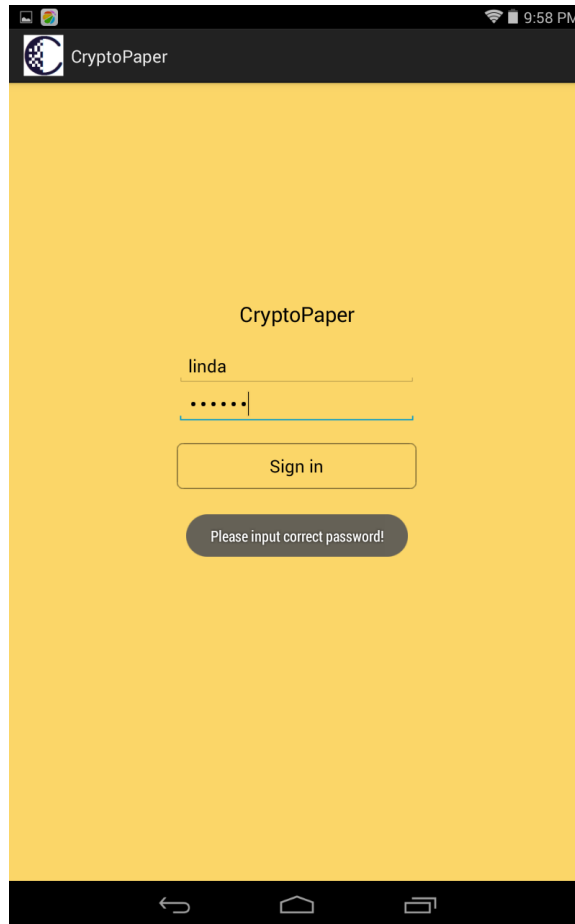 9:58 PM
CryptoPaper
CryptoPaper
linda
••••••
Sign in
Please input correct password!